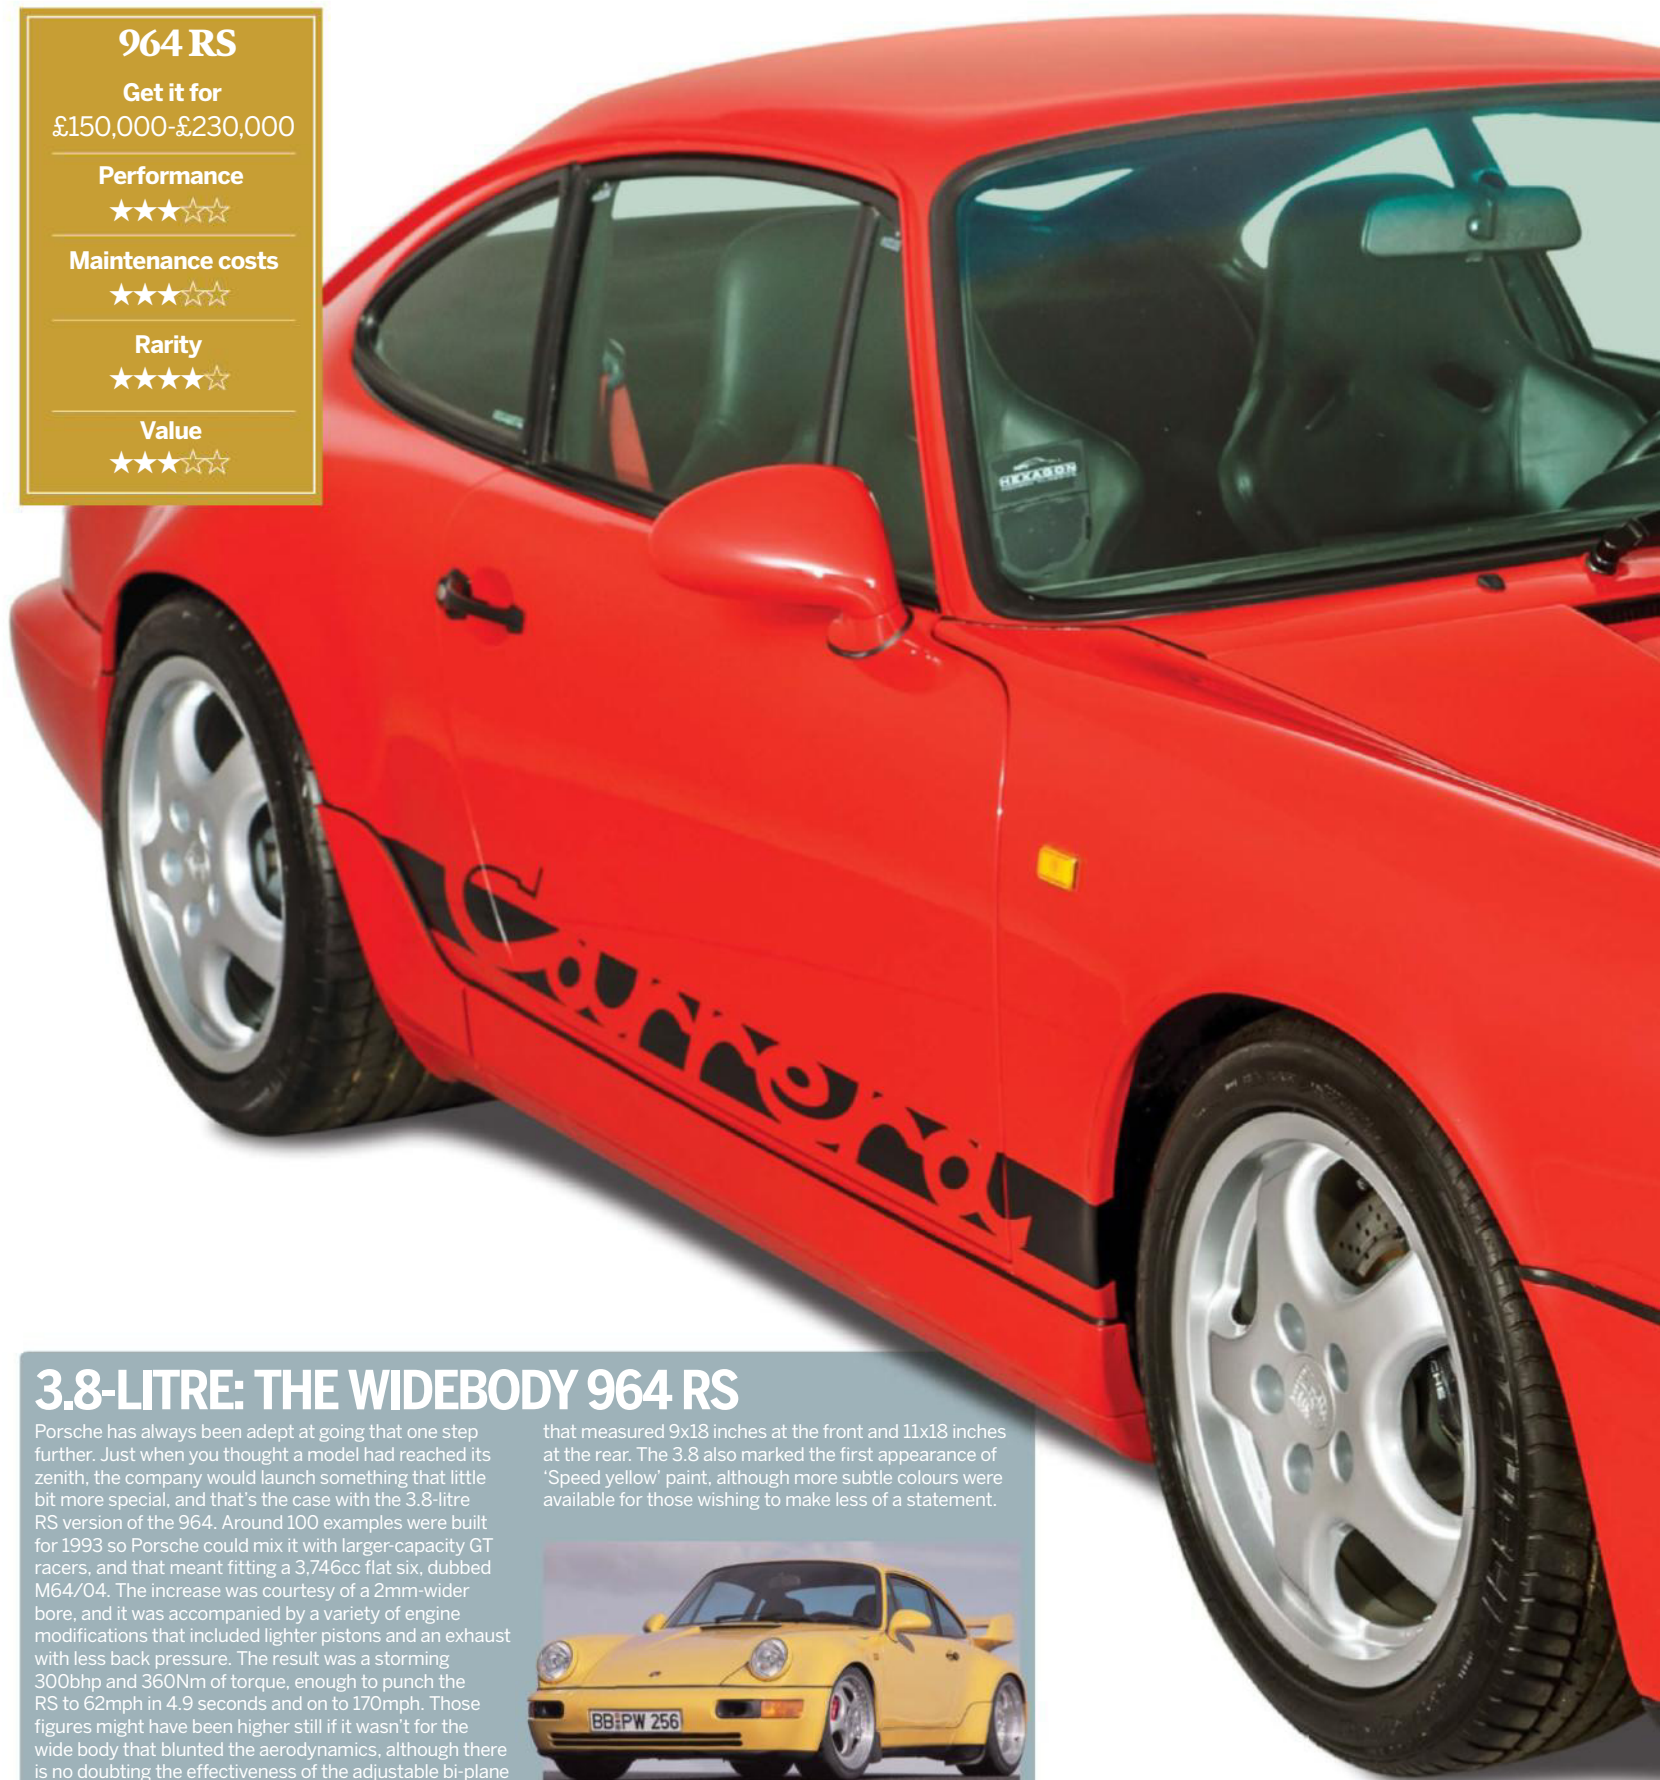 964 RS
Get it for
£150,000-£230,000
Performance
★★★☆☆
Maintenance costs
★★★☆☆
Rarity
★★★★☆
Value
★★★☆☆
HEXAGON
Carrera
3.8-LITRE: THE WIDEBODY 964 RS
Porsche has always been adept at going that one step
further. Just when you thought a model had reached its
zenith, the company would launch something that little
bit more special, and that's the case with the 3.8-litre
RS version of the 964. Around 100 examples were built
for 1993 so Porsche could mix it with larger-capacity GT
racers, and that meant fitting a 3,746cc flat six, dubbed
M64/04. The increase was courtesy of a 2mm-wider
bore, and it was accompanied by a variety of engine
modifications that included lighter pistons and an exhaust
with less back pressure. The result was a storming
300bhp and 360Nm of torque, enough to punch the
RS to 62mph in 4.9 seconds and on to 170mph. Those
figures might have been higher still if it wasn't for the
wide body that blunted the aerodynamics, although there
is no doubting the effectiveness of the adjustable bi-plane
that measured 9x18 inches at the front and 11x18 inches
at the rear. The 3.8 also marked the first appearance of
‘Speed yellow’ paint, although more subtle colours were
available for those wishing to make less of a statement.
BB PW 256